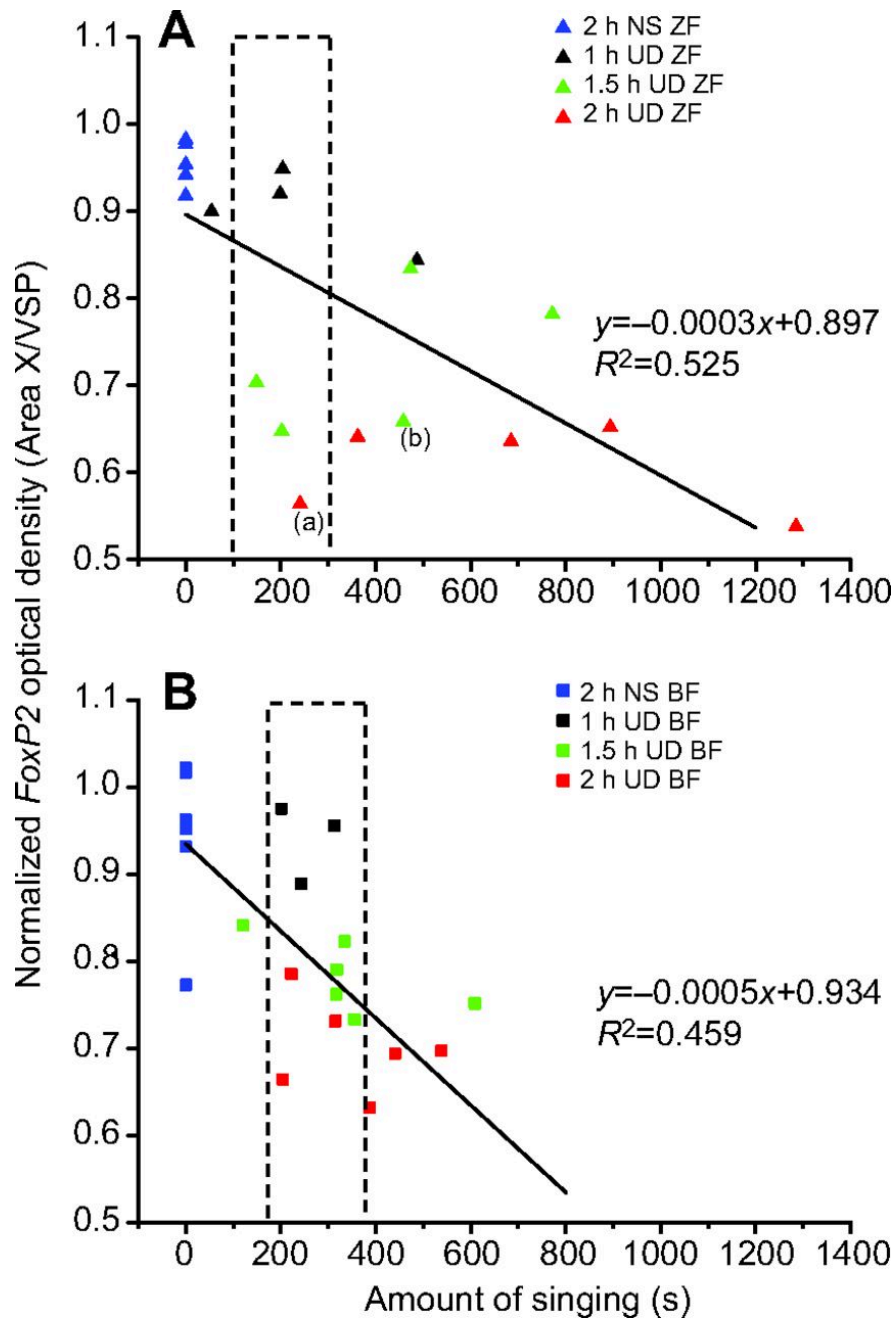 A
2 h NS ZF
1 h UD ZF
1.5 h UD ZF
2 h UD ZF
1.1
1.0
0.9
0.8
0.7
0.6
0.5
y=–0.0003x+0.897
R²=0.525
(b)
(a)
0 200 400 600 800 1000 1200 1400
Normalized FoxP2 optical density (Area X/VSP)
B
2 h NS BF
1 h UD BF
1.5 h UD BF
2 h UD BF
1.1
1.0
0.9
0.8
0.7
0.6
0.5
y=–0.0005x+0.934
R²=0.459
0 200 400 600 800 1000 1200 1400
Amount of singing (s)